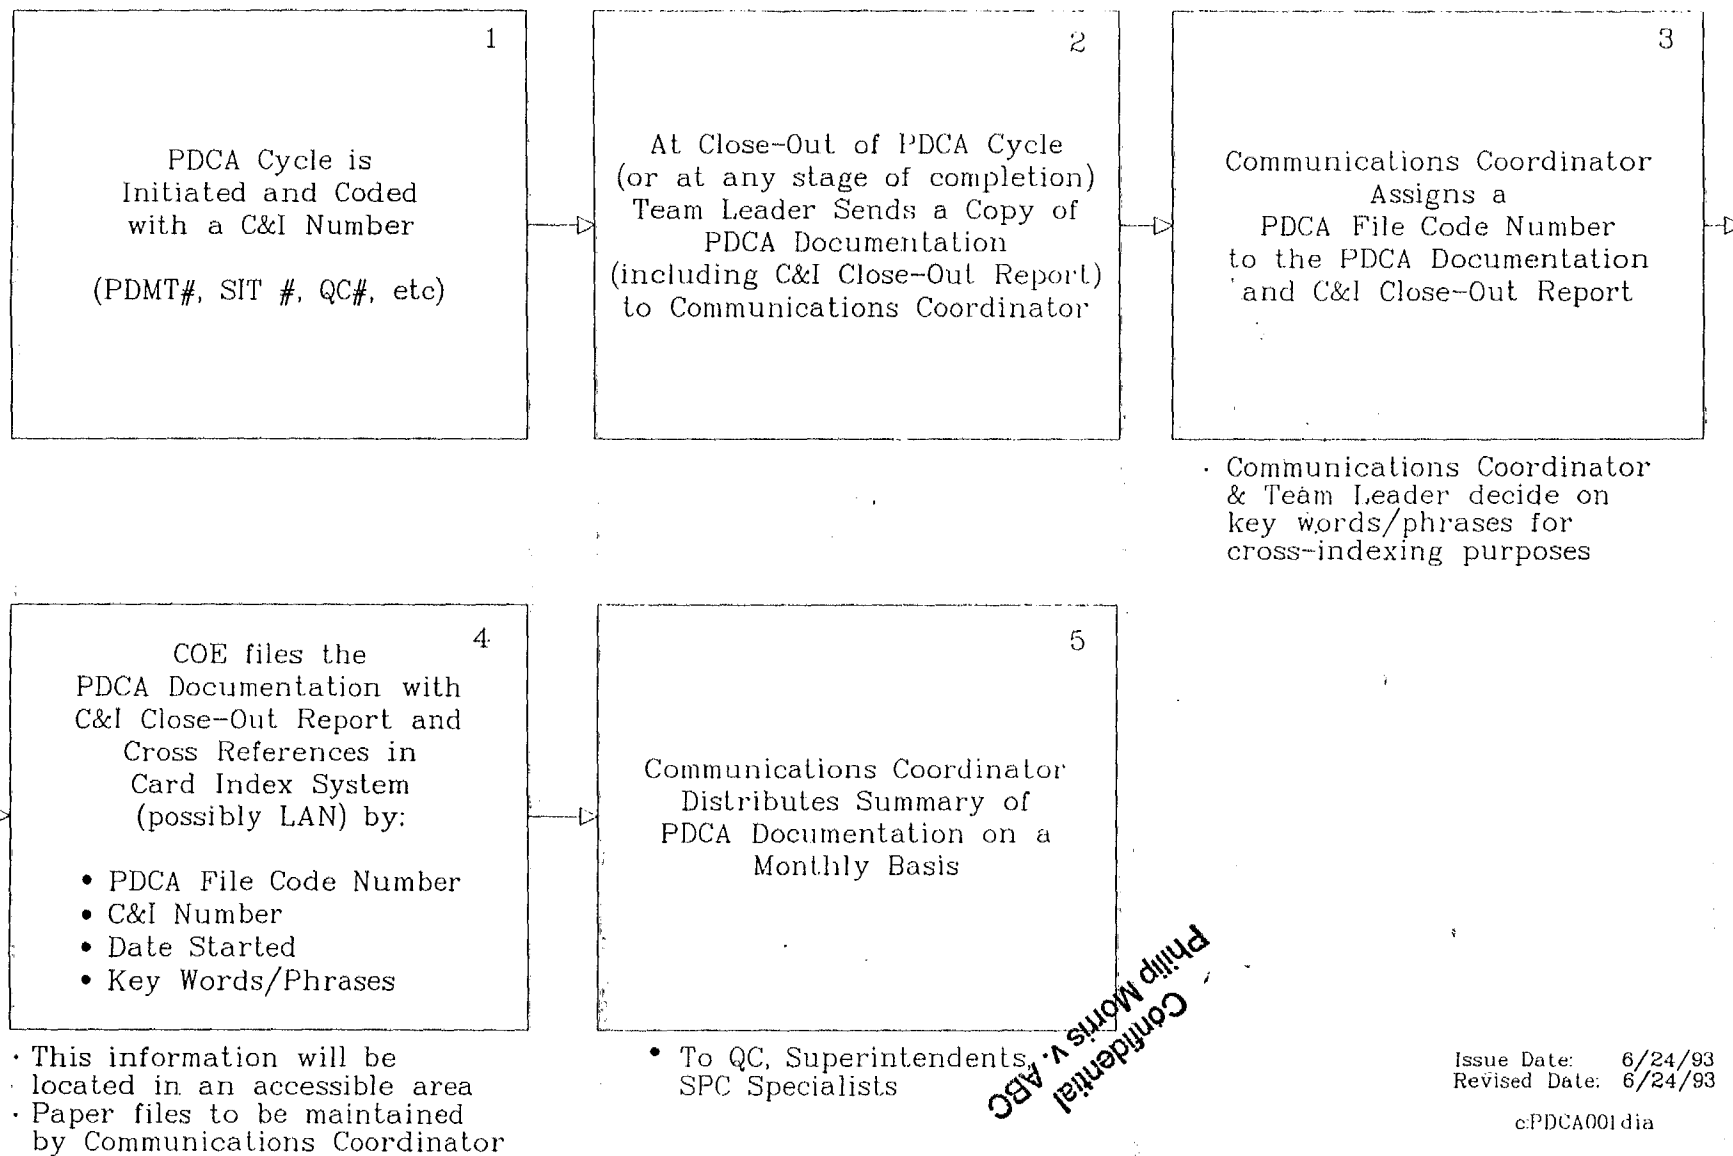 1
PDCA Cycle is
Initiated and Coded
with a C&I Number
(PDMT#, SIT #, QC#, etc)
2
At Close-Out of PDCA Cycle
(or at any stage of completion)
Team Leader Sends a Copy of
PDCA Documentation
(including C&I Close-Out Report)
to Communications Coordinator
3
Communications Coordinator
Assigns a
PDCA File Code Number
to the PDCA Documentation
and C&I Close-Out Report
· Communications Coordinator
& Team Leader decide on
key words/phrases for
cross-indexing purposes
4
COE files the
PDCA Documentation with
C&I Close-Out Report and
Cross References in
Card Index System
(possibly LAN) by:
• PDCA File Code Number
• C&I Number
• Date Started
• Key Words/Phrases
· This information will be
located in an accessible area
· Paper files to be maintained
by Communications Coordinator
5
Communications Coordinator
Distributes Summary of
PDCA Documentation on a
Monthly Basis
• To QC, Superintendents,
SPC Specialists
Confidential
Philip Morris v. ABC
Issue Date: 6/24/93
Revised Date: 6/24/93
c:PDCA001dia